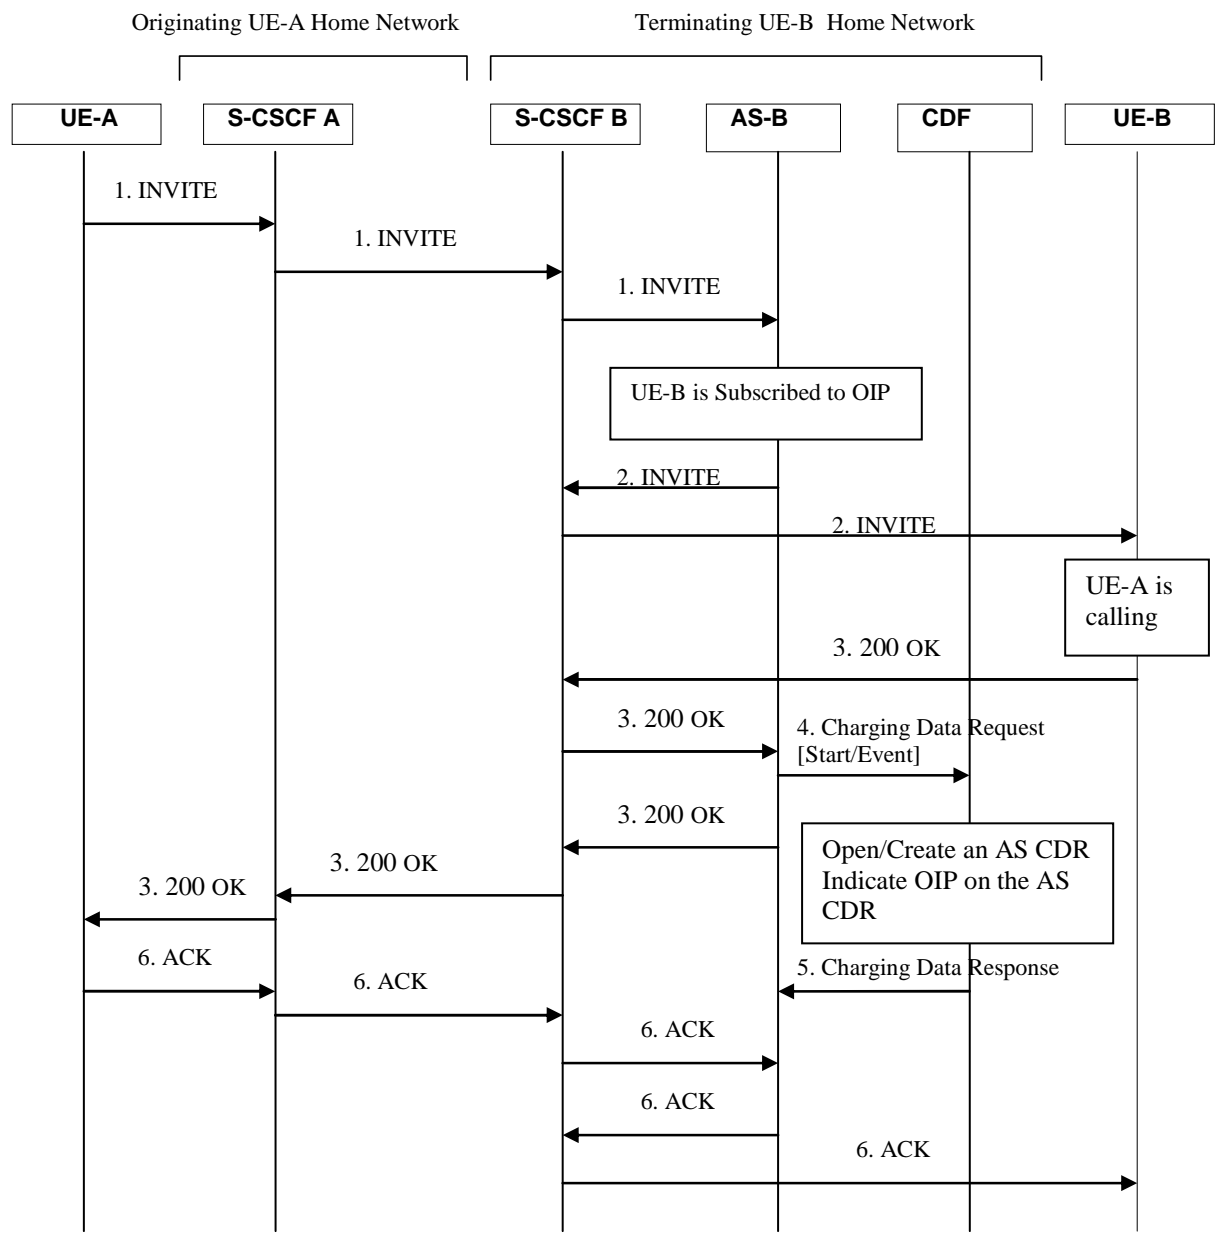 Originating UE-A Home Network
Terminating UE-B Home Network
UE-A
S-CSCF A
S-CSCF B
AS-B
CDF
UE-B
1. INVITE
1. INVITE
1. INVITE
UE-B is Subscribed to OIP
2. INVITE
2. INVITE
UE-A is
calling
3. 200 OK
3. 200 OK
4. Charging Data Request
[Start/Event]
3. 200 OK
Open/Create an AS CDR
Indicate OIP on the AS
CDR
3. 200 OK
3. 200 OK
6. ACK
5. Charging Data Response
6. ACK
6. ACK
6. ACK
6. ACK